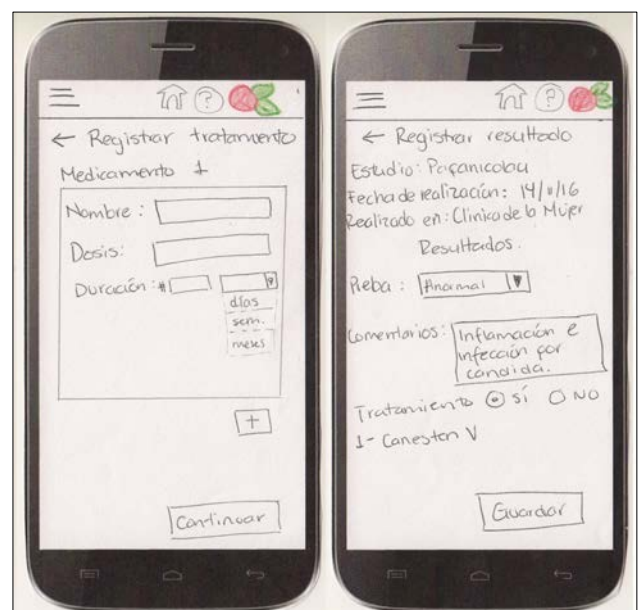 ?
← Registrar tratamiento
Medicamento 1
Nombre:
Dosis:
Duración: #
días
sem.
meses
+
Continuar
?
← Registrar resultado
Estudio: Papanicolau
Fecha de realización: 14/11/16
Realizado en: Clínica de la Mujer
Resultados.
Preba: Anormal
Comentarios: Inflamación e
infección por
candida.
Tratamiento sí NO
1- Canesten V
Guardar